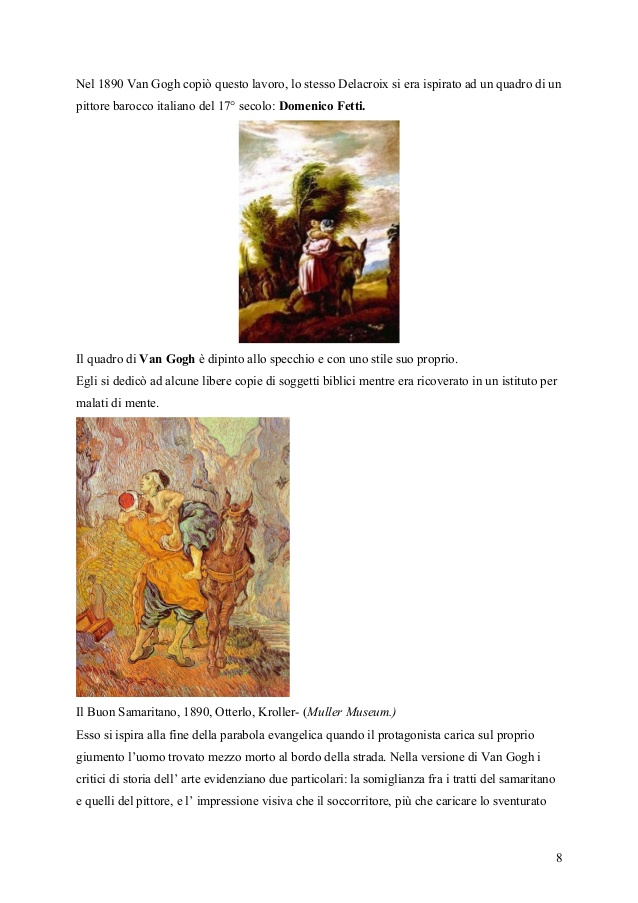 Nel 1890 Van Gogh copiò questo lavoro, lo stesso Delacroix si era ispirato ad un quadro di un
pittore barocco italiano del 17° secolo: Domenico Fetti.
Il quadro di Van Gogh è dipinto allo specchio e con uno stile suo proprio.
Egli si dedicò ad alcune libere copie di soggetti biblici mentre era ricoverato in un istituto per
malati di mente.
Il Buon Samaritano, 1890, Otterlo, Kroller- (Muller Museum.)
Esso si ispira alla fine della parabola evangelica quando il protagonista carica sul proprio
giumento l’uomo trovato mezzo morto al bordo della strada. Nella versione di Van Gogh i
critici di storia dell’ arte evidenziano due particolari: la somiglianza fra i tratti del samaritano
e quelli del pittore, e l’ impressione visiva che il soccorritore, più che caricare lo sventurato
8